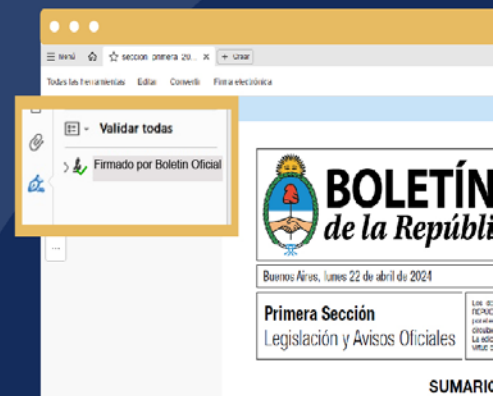 Menú sección primera 20... × + Crear
Todas las herramientas Editar Convertir Firma electrónica
Validar todas
Firmado por Boletin Oficial
BOLETÍN
de la Repúbli
Buenos Aires, lunes 22 de abril de 2024
Primera Sección
Legislación y Avisos Oficiales
SUMARIO